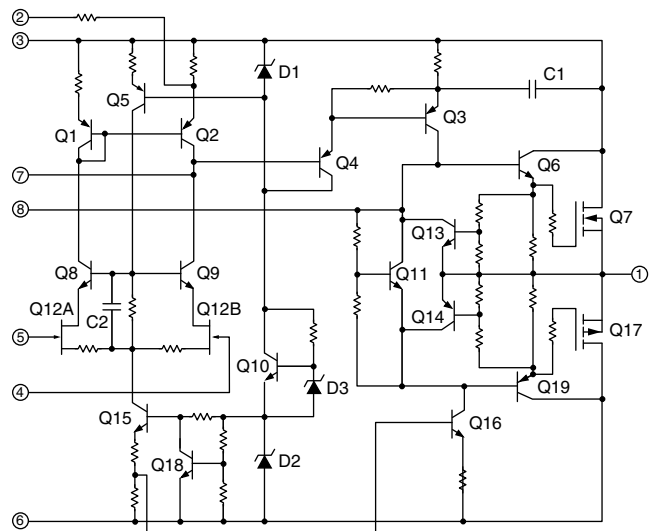 ②
③
D1
C1
Q5
Q3
Q1
Q2
Q4
Q6
⑦
⑧
Q7
Q13
Q8
Q9
Q11
①
Q12A
Q12B
C2
Q14
Q17
⑤
④
Q10
D3
Q19
Q15
Q16
Q18
D2
⑥